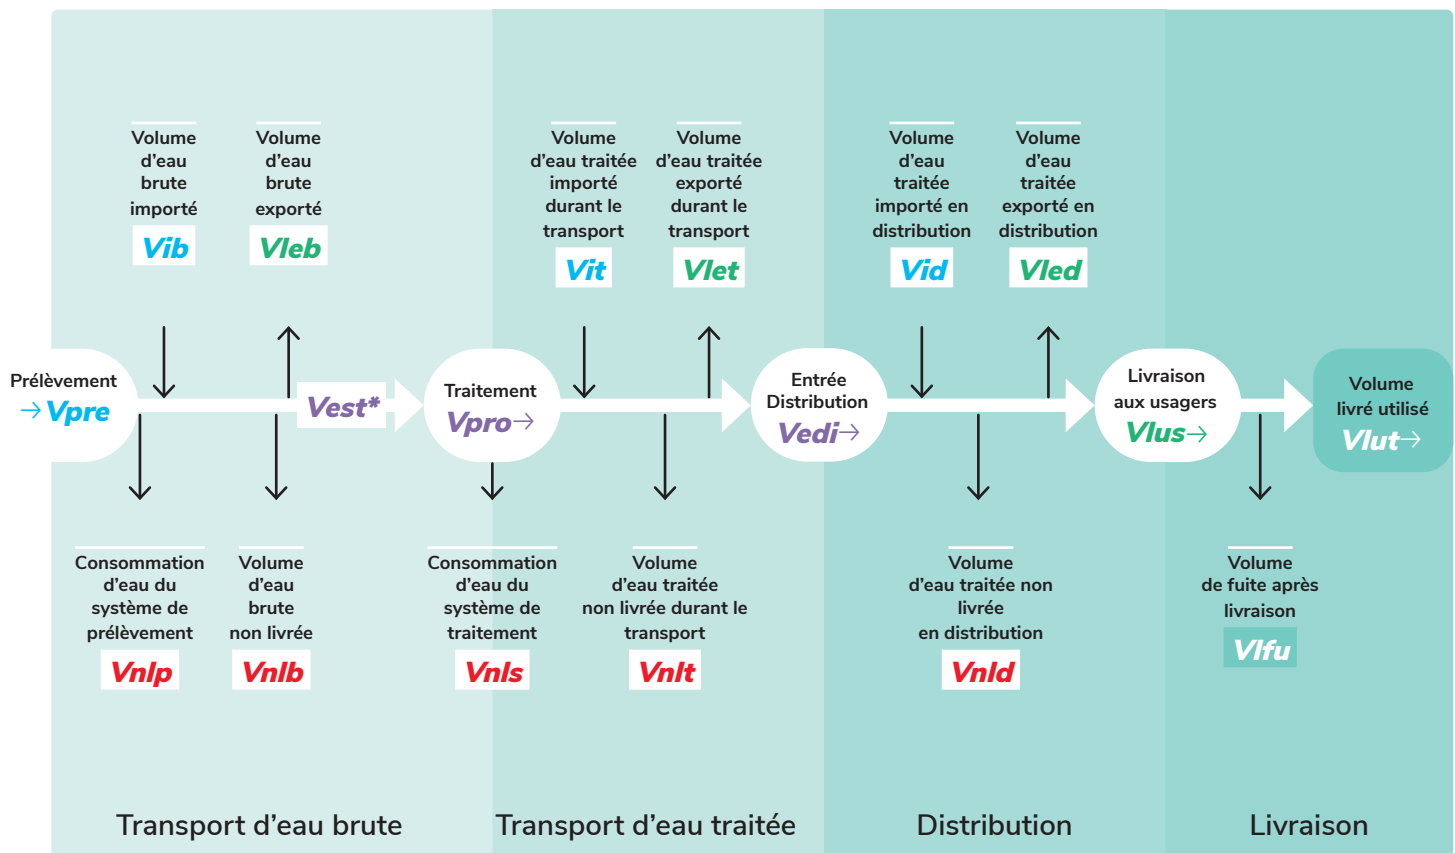 Volume
d'eau
brute
importé
Vib
Volume
d'eau
brute
exporté
Vleb
Volume
d'eau traitée
importé
durant le
transport
Vit
Volume
d'eau traitée
exporté
durant le
transport
Vlet
Volume
d'eau
traitée
importé en
distribution
Vid
Volume
d'eau
traitée
exporté en
distribution
Vled
Prélèvement
→ Vpre
Vest*
Traitement
Vpro→
Entrée
Distribution
Vedi→
Livraison
aux usagers
Vlus→
Volume
livré utilisé
Vlut→
Consommation
d'eau du
système de
prélèvement
Vnlp
Volume
d'eau
brute
non livrée
Vnlb
Consommation
d'eau du
système de
traitement
Vnls
Volume
d'eau traitée
non livrée durant le
transport
Vnlt
Volume
d'eau traitée non
livrée
en distribution
Vnld
Volume
de fuite après
livraison
Vlfu
Transport d'eau brute
Transport d'eau traitée
Distribution
Livraison